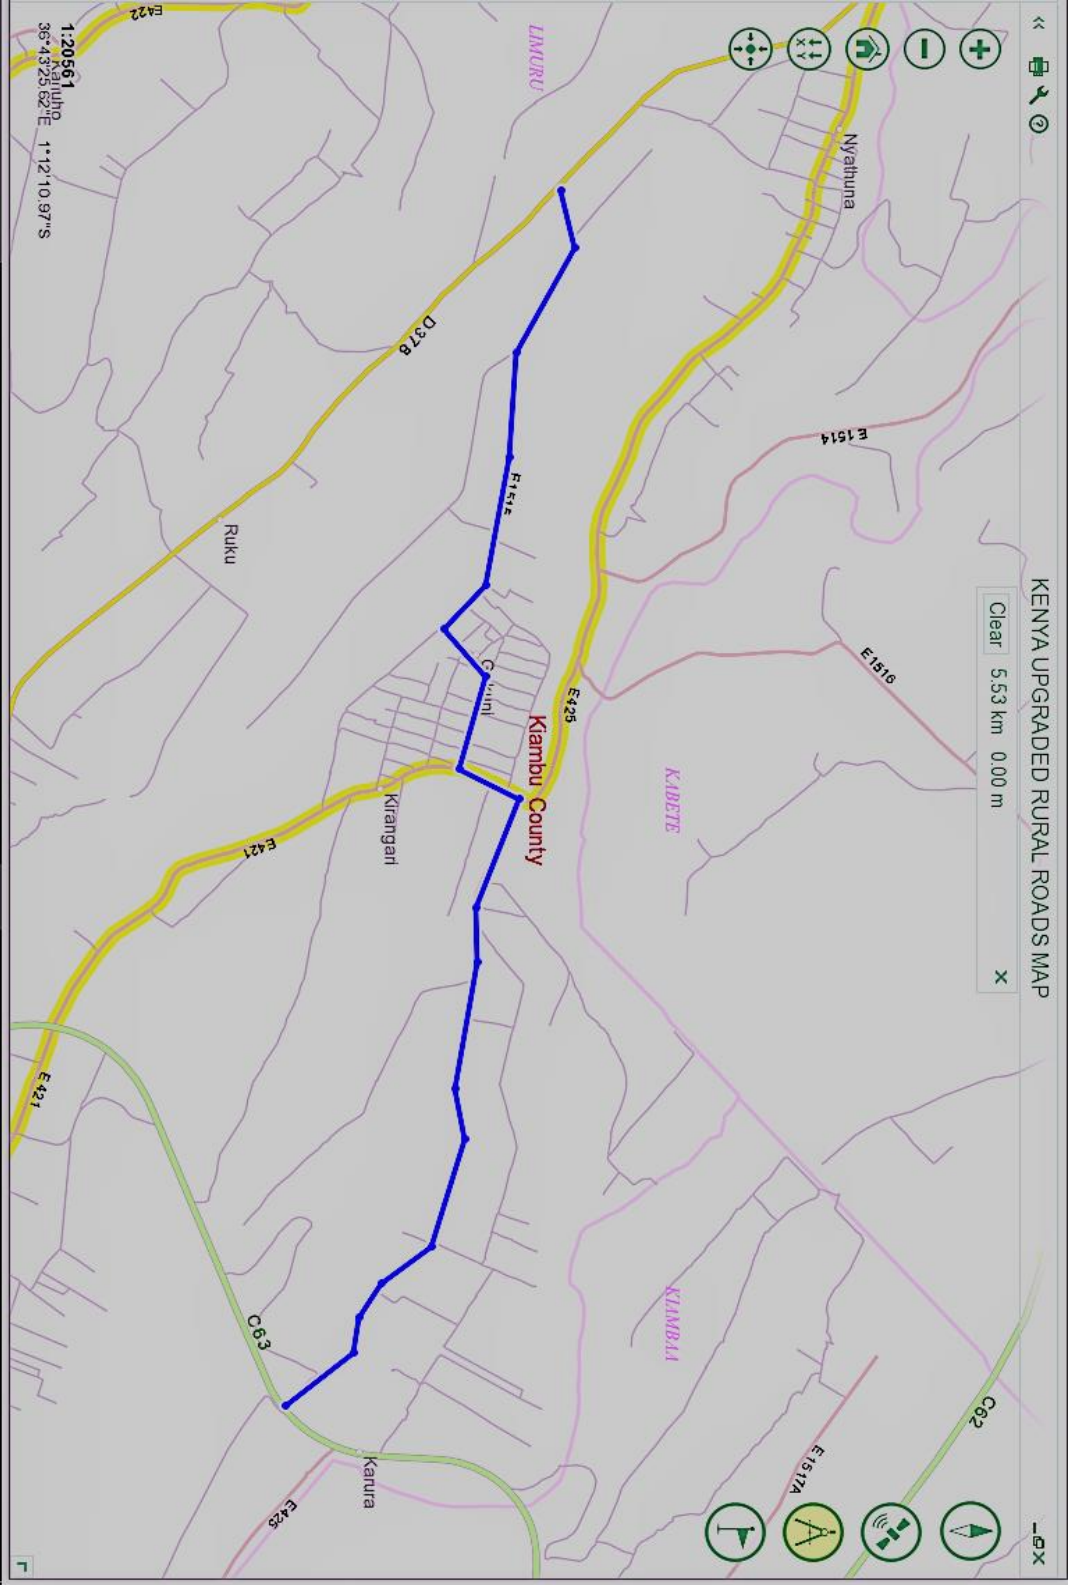 KENYA UPGRADED RURAL ROADS MAP
Clear 5.53 km 0.00 m X
Nyathuna
LIMURU
E1514
E1516
D378
Ruku
E425
KABETE
Kiambu County
Kirangari
E421
E421
KIAMBAA
C62
E1517A
C63
Karura
E425
E422
1:20561
36°43'25.62"E 1°12'10.97"S